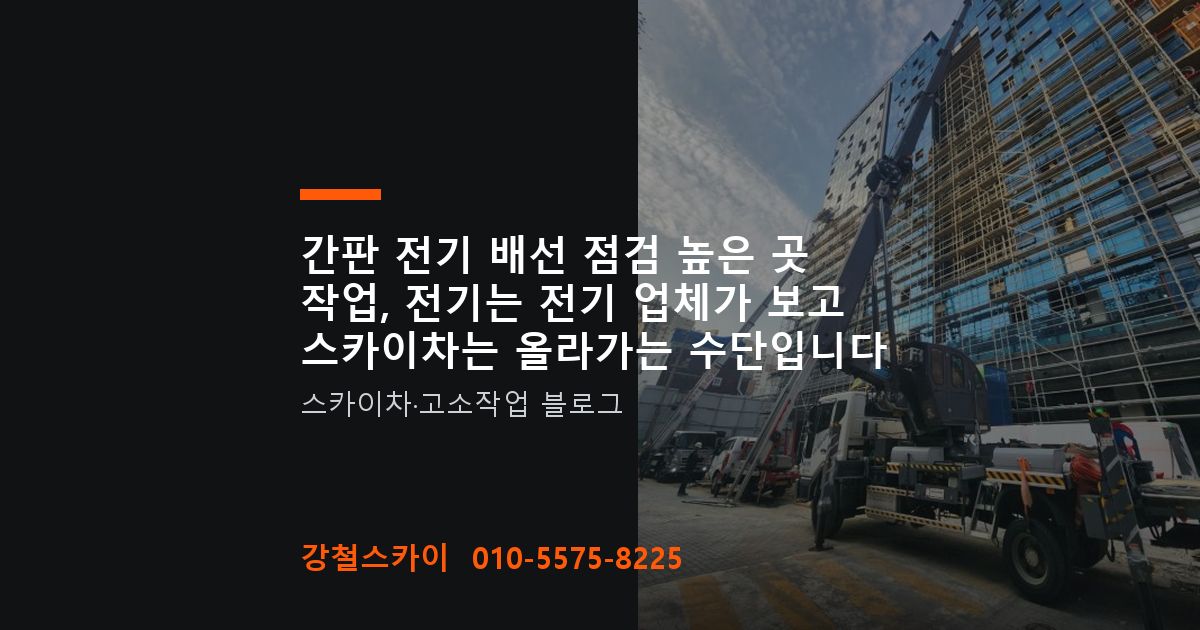 간판 전기 배선 점검 높은 곳
작업, 전기는 전기 업체가 보고
스카이차는 올라가는 수단입니다
스카이차·고소작업 블로그
강철스카이 010-5575-8225